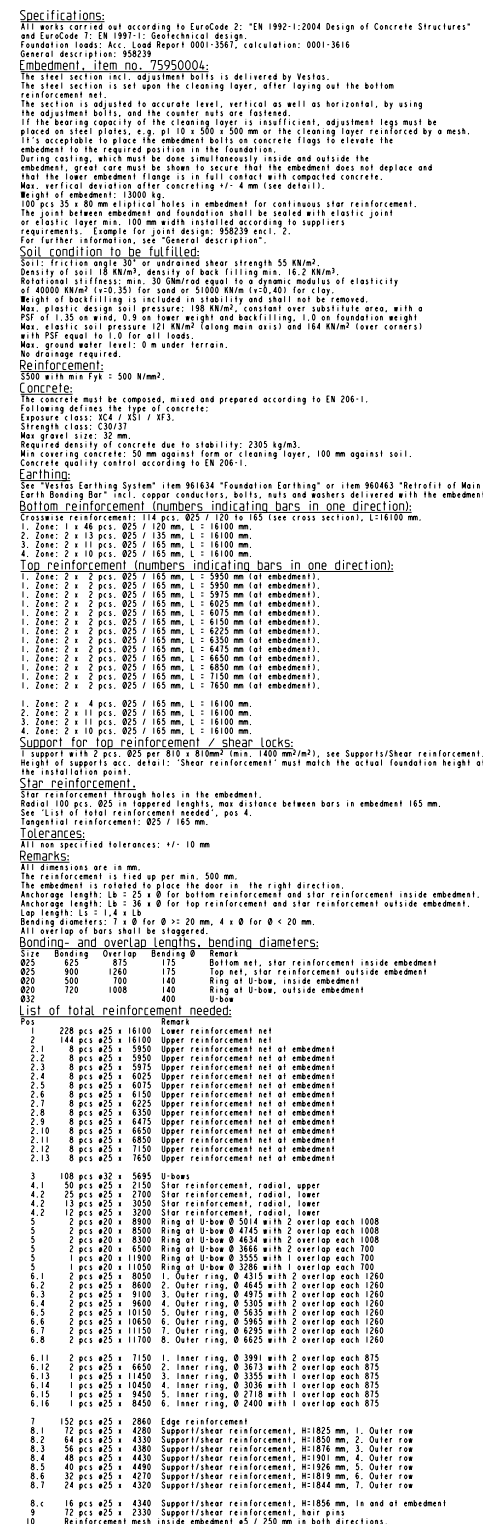 Specifications:
All works carried out according to EuroCode 2: "EN 1992-1:2004 Design of Concrete Structures"
and EuroCode 7: EN 1997-1: Geotechnical design.
Foundation loads: Acc. Load Report 0001-3567, calculation: 0001-3616
General description: 958239
Embedment, item no. 75950004:
The steel section incl. adjustment bolts is delivered by Vestas.
The steel section is set upon the cleaning layer, after laying out the bottom
reinforcement net.
The section is adjusted to accurate level, vertical as well as horizontal, by using
the adjustment bolts, and the counter nuts are fastened.
If the bearing capacity of the cleaning layer is insufficient, adjustment legs must be
placed on steel plates, e.g. pl 10 x 500 x 500 mm or the cleaning layer reinforced by a mesh.
It's acceptable to place the embedment bolts on concrete flags to elevate the
embedment to the required position in the foundation.
During casting, which must be done simultaneously inside and outside the
embedment, great care must be shown to secure that the embedment does not deplace and
that the lower embedment flange is in full contact with compacted concrete.
Max. verfical deviation after concreting +/- 4 mm (see detail).
Weight of embedment: 13000 kg.
100 pcs 35 x 80 mm eliptical holes in embedment for continuous star reinforcement.
The joint between embedment and foundation shall be sealed with elastic joint
or elastic layer min. 100 mm width installed according to suppliers
requirements. Example for joint design: 958239 encl. 2.
For further information, see "General description".
Soil condition to be fulfilled:
Soil: friction angle 30° or undrained shear strength 55 KN/m².
Density of soil 18 KN/m³, density of back filling min. 16.2 KN/m³.
Rotational stiffness: min. 30 GNm/rad equal to a dynamic modulus of elasticity
of 40000 KN/m² (v=0.35) for sand or 51000 KN/m (v=0,40) for clay.
Weight of backfilling is included in stability and shall not be removed.
Max. plastic design soil pressure: 198 KN/m², constant over substitute area, with a
PSF of 1.35 on wind, 0.9 on tower weight and backfilling, 1.0 on foundation weight
Max. elastic soil pressure 121 KN/m² (along main axis) and 164 KN/m² (over corners)
with PSF equal to 1.0 for all loads.
Max. ground water level: 0 m under terrain.
No drainage required.
Reinforcement:
S500 with min Fyk = 500 N/mm².
Concrete:
The concrete must be composed, mixed and prepared according to EN 206-1.
Following defines the type of concrete:
Exposure class: XC4 / XS1 / XF3.
Strength class: C30/37
Max gravel size: 32 mm.
Required density of concrete due to stability: 2305 kg/m3.
Min covering concrete: 50 mm against form or cleaning layer, 100 mm against soil.
Concrete quality control according to EN 206-1.
Earthing:
See "Vestas Earthing System" item 961634 "Foundation Earthing" or item 960463 "Retrofit of Main
Earth Bonding Bar" incl. coppor conductors, bolts, nuts and washers delivered with the embedment
Bottom reinforcement (numbers indicating bars in one direction):
Crosswise reinforcement: 114 pcs. Ø25 / 120 to 165 (see cross section), L=16100 mm.
1. Zone: 1 x 46 pcs. Ø25 / 120 mm, L = 16100 mm.
2. Zone: 2 x 13 pcs. Ø25 / 135 mm, L = 16100 mm.
3. Zone: 2 x 11 pcs. Ø25 / 165 mm, L = 16100 mm.
4. Zone: 2 x 10 pcs. Ø25 / 165 mm, L = 16100 mm.
Top reinforcement (numbers indicating bars in one direction):
1. Zone: 2 x 2 pcs. Ø25 / 165 mm, L = 5950 mm (at embedment).
1. Zone: 2 x 2 pcs. Ø25 / 165 mm, L = 5950 mm (at embedment).
1. Zone: 2 x 2 pcs. Ø25 / 165 mm, L = 5975 mm (at embedment).
1. Zone: 2 x 2 pcs. Ø25 / 165 mm, L = 6025 mm (at embedment).
1. Zone: 2 x 2 pcs. Ø25 / 165 mm, L = 6075 mm (at embedment).
1. Zone: 2 x 2 pcs. Ø25 / 165 mm, L = 6150 mm (at embedment).
1. Zone: 2 x 2 pcs. Ø25 / 165 mm, L = 6225 mm (at embedment).
1. Zone: 2 x 2 pcs. Ø25 / 165 mm, L = 6350 mm (at embedment).
1. Zone: 2 x 2 pcs. Ø25 / 165 mm, L = 6475 mm (at embedment).
1. Zone: 2 x 2 pcs. Ø25 / 165 mm, L = 6650 mm (at embedment).
1. Zone: 2 x 2 pcs. Ø25 / 165 mm, L = 6850 mm (at embedment).
1. Zone: 2 x 2 pcs. Ø25 / 165 mm, L = 7150 mm (at embedment).
1. Zone: 2 x 2 pcs. Ø25 / 165 mm, L = 7650 mm (at embedment).
1. Zone: 2 x 4 pcs. Ø25 / 165 mm, L = 16100 mm.
2. Zone: 2 x 11 pcs. Ø25 / 165 mm, L = 16100 mm.
3. Zone: 2 x 11 pcs. Ø25 / 165 mm, L = 16100 mm.
4. Zone: 2 x 10 pcs. Ø25 / 165 mm, L = 16100 mm.
Support for top reinforcement / shear locks:
1 support with 2 pcs. Ø25 per 810 x 810mm² (min. 1400 mm²/m²), see Supports/Shear reinforcement.
Height of supports acc. detail: 'Shear reinforcement' must match the actual foundation height at
the installation point.
Star reinforcement.
Star reinforcement through holes in the embedment.
Radial 100 pcs. Ø25 in tappered lenghts, max distance between bars in embedment 165 mm.
See 'List of total reinforcement needed', pos 4.
Tangential reinforcement: Ø25 / 165 mm.
Tolerances:
All non specified tolerances: +/- 10 mm
Remarks:
All dimensions are in mm.
The reinforcement is tied up per min. 500 mm.
The embedment is rotated to place the door in the right direction.
Anchorage length: Lb = 25 x Ø for bottom reinforcement and star reinforcement inside embedment.
Anchorage length: Lb = 36 x Ø for top reinforcement and star reinforcement outside embedment.
Lap length: Ls = 1,4 x Lb
Bending diameters: 7 x Ø for Ø >= 20 mm, 4 x Ø for Ø < 20 mm.
All overlap of bars shall be staggered.
Bonding- and overlap lengths. bending diameters:
Size Bonding Overlap Bending Ø Remark
Ø25 625 875 175 Bottom net, star reinforcement inside embedment
Ø25 900 1260 175 Top net, star reinforcement outside embedment
Ø20 500 700 140 Ring at U-bow, inside embedment
Ø20 720 1008 140 Ring at U-bow, outside embedment
Ø32 400 U-bow
List of total reinforcement needed:
Pos Remark
1 228 pcs ø25 x 16100 Lower reinforcement net
2 144 pcs ø25 x 16100 Upper reinforcement net
2.1 8 pcs ø25 x 5950 Upper reinforcement net at embedment
2.2 8 pcs ø25 x 5950 Upper reinforcement net at embedment
2.3 8 pcs ø25 x 5975 Upper reinforcement net at embedment
2.4 8 pcs ø25 x 6025 Upper reinforcement net at embedment
2.5 8 pcs ø25 x 6075 Upper reinforcement net at embedment
2.6 8 pcs ø25 x 6150 Upper reinforcement net at embedment
2.7 8 pcs ø25 x 6225 Upper reinforcement net at embedment
2.8 8 pcs ø25 x 6350 Upper reinforcement net at embedment
2.9 8 pcs ø25 x 6475 Upper reinforcement net at embedment
2.10 8 pcs ø25 x 6650 Upper reinforcement net at embedment
2.11 8 pcs ø25 x 6850 Upper reinforcement net at embedment
2.12 8 pcs ø25 x 7150 Upper reinforcement net at embedment
2.13 8 pcs ø25 x 7650 Upper reinforcement net at embedment
3 108 pcs ø32 x 5695 U-bows
4.1 50 pcs ø25 x 2150 Star reinforcement, radial, upper
4.2 25 pcs ø25 x 2700 Star reinforcement, radial, lower
4.2 13 pcs ø25 x 3050 Star reinforcement, radial, lower
4.2 12 pcs ø25 x 3200 Star reinforcement, radial, lower
5 2 pcs ø20 x 8900 Ring at U-bow Ø 5014 with 2 overlap each 1008
5 2 pcs ø20 x 8500 Ring at U-bow Ø 4745 with 2 overlap each 1008
5 2 pcs ø20 x 8300 Ring at U-bow Ø 4634 with 2 overlap each 1008
5 2 pcs ø20 x 6500 Ring at U-bow Ø 3666 with 2 overlap each 700
5 1 pcs ø20 x 11900 Ring at U-bow Ø 3555 with 1 overlap each 700
5 1 pcs ø20 x 11050 Ring at U-bow Ø 3286 with 1 overlap each 700
6.1 2 pcs ø25 x 8050 1. Outer ring, Ø 4315 with 2 overlap each 1260
6.2 2 pcs ø25 x 8600 2. Outer ring, Ø 4645 with 2 overlap each 1260
6.3 2 pcs ø25 x 9100 3. Outer ring, Ø 4975 with 2 overlap each 1260
6.4 2 pcs ø25 x 9600 4. Outer ring, Ø 5305 with 2 overlap each 1260
6.5 2 pcs ø25 x 10150 5. Outer ring, Ø 5635 with 2 overlap each 1260
6.6 2 pcs ø25 x 10650 6. Outer ring, Ø 5965 with 2 overlap each 1260
6.7 2 pcs ø25 x 11150 7. Outer ring, Ø 6295 with 2 overlap each 1260
6.8 2 pcs ø25 x 11700 8. Outer ring, Ø 6625 with 2 overlap each 1260
6.11 2 pcs ø25 x 7150 1. Inner ring, Ø 3991 with 2 overlap each 875
6.12 2 pcs ø25 x 6650 2. Inner ring, Ø 3673 with 2 overlap each 875
6.13 1 pcs ø25 x 11450 3. Inner ring, Ø 3355 with 1 overlap each 875
6.14 1 pcs ø25 x 10450 4. Inner ring, Ø 3036 with 1 overlap each 875
6.15 1 pcs ø25 x 9450 5. Inner ring, Ø 2718 with 1 overlap each 875
6.16 1 pcs ø25 x 8450 6. Inner ring, Ø 2400 with 1 overlap each 875
7 152 pcs ø25 x 2860 Edge reinforcement
8.1 72 pcs ø25 x 4280 Support/shear reinforcement, H=1825 mm, 1. Outer row
8.2 64 pcs ø25 x 4330 Support/shear reinforcement, H=1850 mm, 2. Outer row
8.3 56 pcs ø25 x 4380 Support/shear reinforcement, H=1876 mm, 3. Outer row
8.4 48 pcs ø25 x 4430 Support/shear reinforcement, H=1901 mm, 4. Outer row
8.5 40 pcs ø25 x 4490 Support/shear reinforcement, H=1926 mm, 5. Outer row
8.6 32 pcs ø25 x 4270 Support/shear reinforcement, H=1819 mm, 6. Outer row
8.7 24 pcs ø25 x 4320 Support/shear reinforcement, H=1844 mm, 7. Outer row
8.c 16 pcs ø25 x 4340 Support/shear reinforcement, H=1856 mm, In and at embedment
9 72 pcs ø25 x 2330 Support/shear reinforcement, hair pins
10 Reinforcement mesh inside embedment ø5 / 250 mm in both directions.